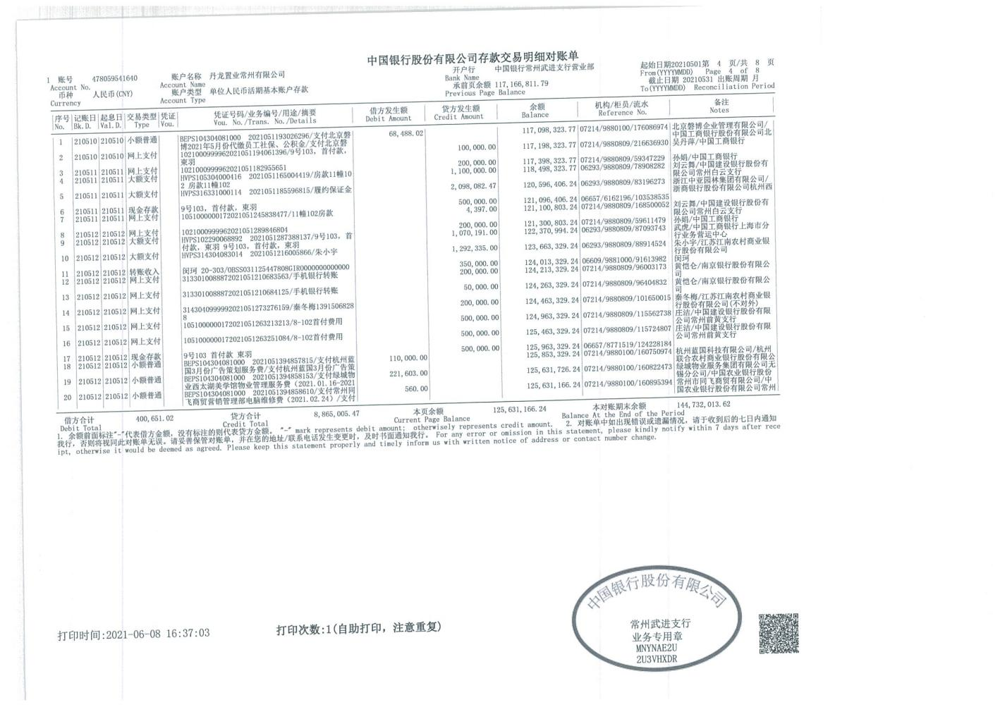 中国银行股份有限公司存款交易明细对账单
1 账号 478059541640 账户名称 丹龙置业常州有限公司 开户行 中国银行常州武进支行营业部 起始日期20210501第 4 页/共 8 页
Account No. Account Name Bank Name From(YYYYMMDD) Page 4 of 8
币种 人民币(CNY) 账户类型 单位人民币活期基本账户存款 承前页余额 117,166,811.79 截止日期 20210531 出账周期 月
Currency Account Type Previous Page Balance To(YYYYMMDD) Reconciliation Period
序号 记账日 起息日 交易类型 凭证 凭证号码/业务编号/用途/摘要 借方发生额 贷方发生额 余额 机构/柜员/流水 备注
No. Bk.D. Val.D. Type Vou. Vou. No./Trans. No./Details Debit Amount Credit Amount Balance Reference No. Notes
1 210510 210510 小额普通 BEPS104304081000 2021051193026296/支付北京磐 68,488.02 117,098,323.77 07214/9880100/176086974 北京磐博企业管理有限公司/
博2021年5月份代缴员工社保、公积金/支付北京磐 中国工商银行股份有限公司北
2 210510 210510 网上支付 1021000999962021051194061396/9号103,首付款, 100,000.00 117,198,323.77 07214/9880809/216636930 吴丹萍/中国工商银行
束羽
3 210511 210511 网上支付 1021000999962021051182955651 200,000.00 117,398,323.77 07214/9880809/59347229 孙娟/中国工商银行
4 210511 210511 大额支付 HVPS105304000416 2021051165004419/房款11幢10 1,100,000.00 118,498,323.77 06293/9880809/78908282 刘云舞/中国建设银行股份有
2 房款11幢102 限公司常州白云支行
5 210511 210511 大额支付 HVPS316331000114 2021051185596815/履约保证金 2,098,082.47 120,596,406.24 06293/9880809/83196273 浙江中亚园林集团有限公司/
浙商银行股份有限公司杭州西
6 210511 210511 现金存款 9号103,首付款,束羽 500,000.00 121,096,406.24 06657/6162196/103538535
7 210511 210511 网上支付 1051000000172021051245838477/11幢102房款 4,397.00 121,100,803.24 07214/9880809/168500052 刘云舞/中国建设银行股份有
限公司常州白云支行
8 210512 210512 网上支付 1021000999962021051289846804 200,000.00 121,300,803.24 07214/9880809/59611479 孙娟/中国工商银行
9 210512 210512 大额支付 HVPS102290068892 2021051287388137/9号103,首 1,070,191.00 122,370,994.24 06293/9880809/87093743 武虎/中国工商银行上海市分
付款,束羽 9号103,首付款,束羽 行业务营运中心
10 210512 210512 大额支付 HVPS314304083014 2021051216005866/朱小宇 1,292,335.00 123,663,329.24 06293/9880809/88914524 朱小宇/江苏江南农村商业银
行股份有限公司
11 210512 210512 转账收入 闵珂 20-303/OBSS031125447808GIRO000000000000 350,000.00 124,013,329.24 06609/9881000/91613982 闵珂
12 210512 210512 网上支付 3133010088872021051210683563/手机银行转账 200,000.00 124,213,329.24 07214/9880809/96003173 黄恺仑/南京银行股份有限公
司
13 210512 210512 网上支付 3133010088872021051210684125/手机银行转账 50,000.00 124,263,329.24 07214/9880809/96404832 黄恺仑/南京银行股份有限公
司
14 210512 210512 网上支付 3143040999992021051273276159/秦冬梅1391506828 200,000.00 124,463,329.24 07214/9880809/101650015 秦冬梅/江苏江南农村商业银
8 行股份有限公司(不对外)
15 210512 210512 网上支付 1051000000172021051263213213/8-102首付费用 500,000.00 124,963,329.24 07214/9880809/115562738 庄洁/中国建设银行股份有限
公司常州前黄支行
16 210512 210512 网上支付 1051000000172021051263251084/8-102首付费用 500,000.00 125,463,329.24 07214/9880809/115724807 庄洁/中国建设银行股份有限
公司常州前黄支行
17 210512 210512 现金存款 9号103 首付款 束羽 500,000.00 125,963,329.24 06657/8771519/124228184
18 210512 210512 小额普通 BEPS104304081000 2021051394857815/支付杭州蓝 110,000.00 125,853,329.24 07214/9880100/160750974 杭州蓝国科技有限公司/杭州
国3月份广告策划服务费/支付杭州蓝国3月份广告策 联合农村商业银行股份有限公
19 210512 210512 小额普通 BEPS104304081000 2021051394858153/支付绿城物 221,603.00 125,631,726.24 07214/9880100/160822473 绿城物业服务集团有限公司无
业西太湖美学馆物业管理服务费(2021.01.16-2021 锡分公司/中国农业银行股份
20 210512 210512 小额普通 BEPS104304081000 2021051394858610/支付常州同 560.00 125,631,166.24 07214/9880100/160895394 常州市同飞商贸有限公司/中
飞商贸营销管理部电脑维修费(2021.02.24)/支付 国农业银行股份有限公司常州
借方合计 400,651.02 贷方合计 8,865,005.47 本页余额 125,631,166.24 本对账期末余额 144,732,013.62
Debit Total Credit Total Current Page Balance Balance At the End of the Period
1. 余额前面标注"-"代表借方金额,没有标注的则代表贷方金额。 "-" mark represents debit amount; otherwisely represents credit amount. 2. 对账单中如出现错误或遗漏情况,请于收到后的七日内通知
我行,否则将视同此对账单无误。请妥善保管对账单,并在您的地址/联系电话发生变更时,及时书面通知我行。 For any error or omission in this statement, please kindly notify within 7 days after rece
ipt, otherwise it would be deemed as agreed. Please keep this statement properly and timely inform us with written notice of address or contact number change.
中国银行股份有限公司
常州武进支行
业务专用章
MNYNAE2U
2U3VHXDR
打印时间:2021-06-08 16:37:03 打印次数:1(自助打印,注意重复)